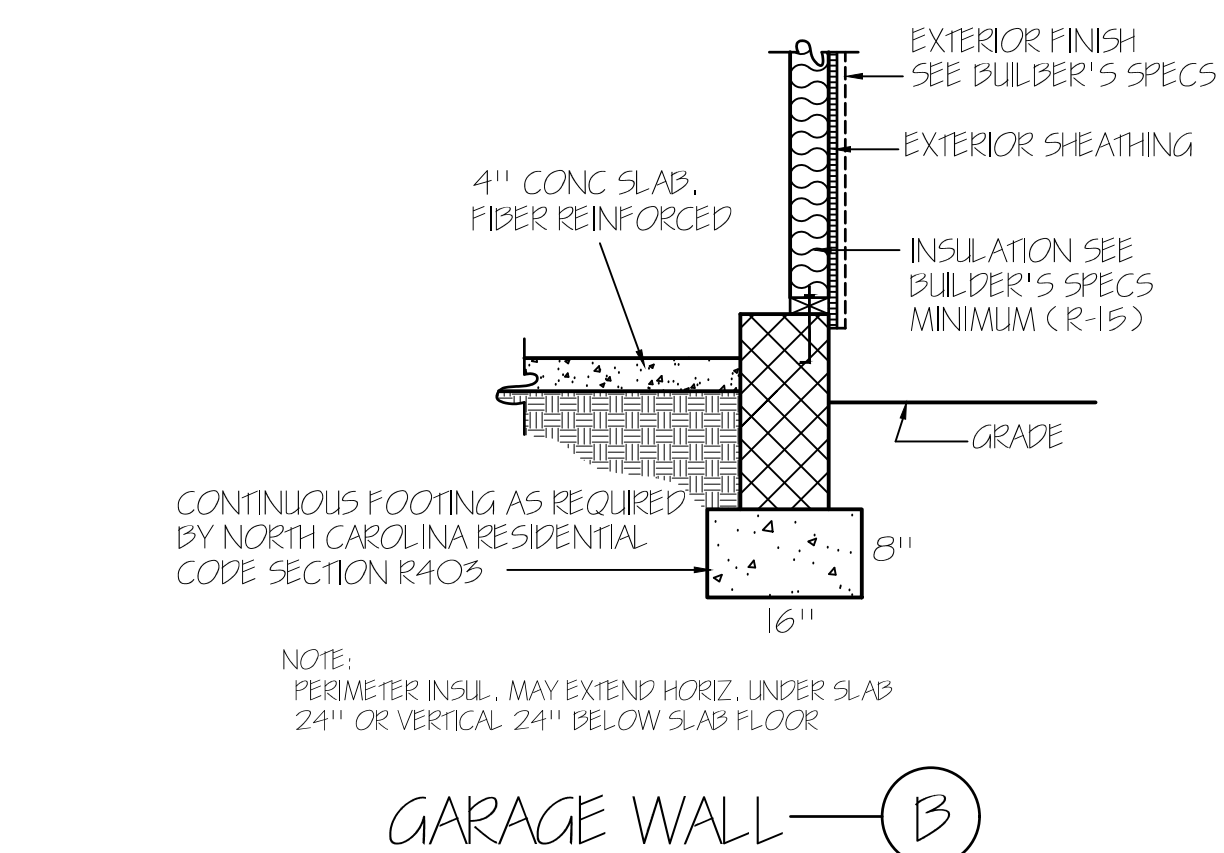 EXTERIOR FINISH
SEE BUILBER'S SPECS
EXTERIOR SHEATHING
4" CONC SLAB,
FIBER REINFORCED
INSULATION SEE
BUILDER'S SPECS
MINIMUM (R-15)
GRADE
CONTINUOUS FOOTING AS REQUIRED
BY NORTH CAROLINA RESIDENTIAL
CODE SECTION R403
8"
16"
NOTE:
PERIMETER INSUL. MAY EXTEND HORIZ. UNDER SLAB
24" OR VERTICAL 24" BELOW SLAB FLOOR
GARAGE WALL B